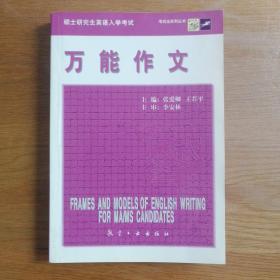 硕士研究生英语入学考试
万能作文
主编：张爱卿 王若平
主审：李安林
FRAMES AND MODELS OF ENGLISH WRITING
FOR MA/MS CANDIDATES
航空工业出版社